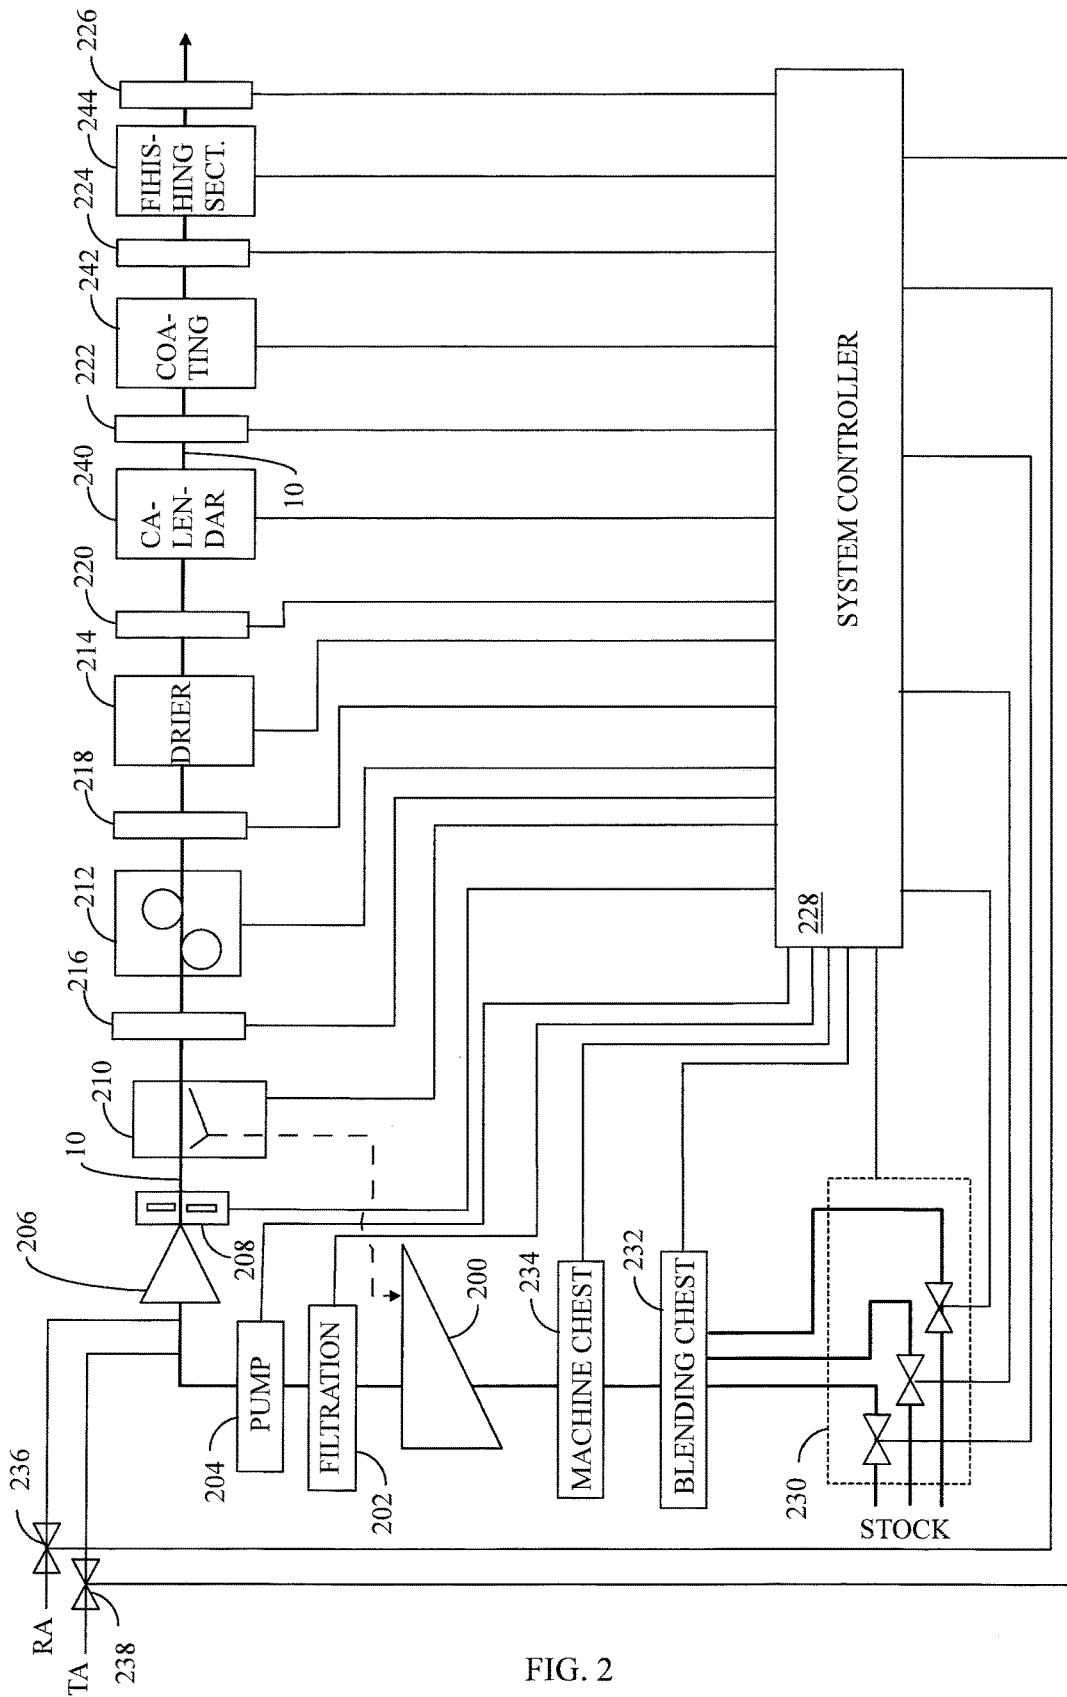 226
244
FIHIS-
HING
SECT.
224
242
COA-
TING
222
10
240
CA-
LEN-
DAR
220
214
DRIER
218
212
216
210
10
206
208
SYSTEM CONTROLLER
228
PUMP
204
FILTRATION
202
200
234
MACHINE CHEST
232
BLENDING CHEST
230
STOCK
236
RA
TA
238
FIG. 2